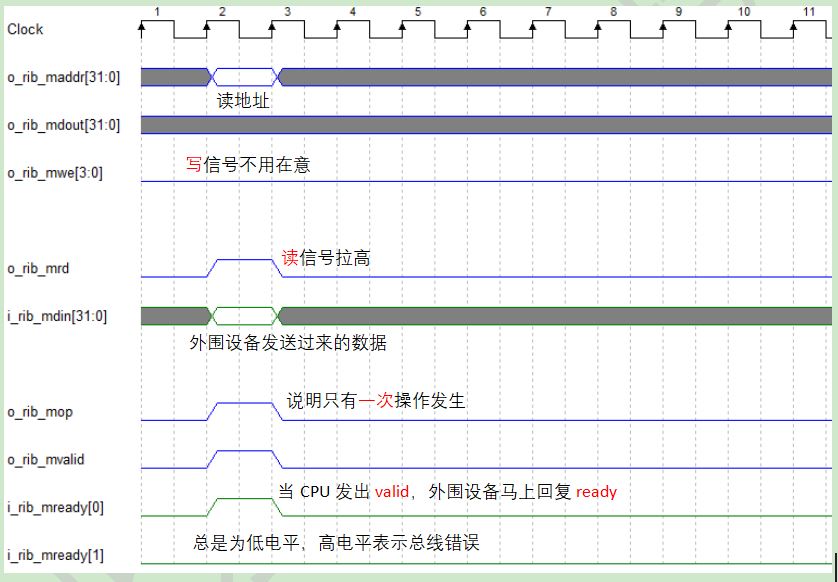 1 2 3 4 5 6 7 8 9 10 11
Clock
o_rib_maddr[31:0]
读地址
o_rib_mdout[31:0]
写信号不用在意
o_rib_mwe[3:0]
读信号拉高
o_rib_mrd
i_rib_mdin[31:0]
外围设备发送过来的数据
说明只有一次操作发生
o_rib_mop
o_rib_mvalid
当 CPU 发出 valid，外围设备马上回复 ready
i_rib_mready[0]
总是为低电平，高电平表示总线错误
i_rib_mready[1]